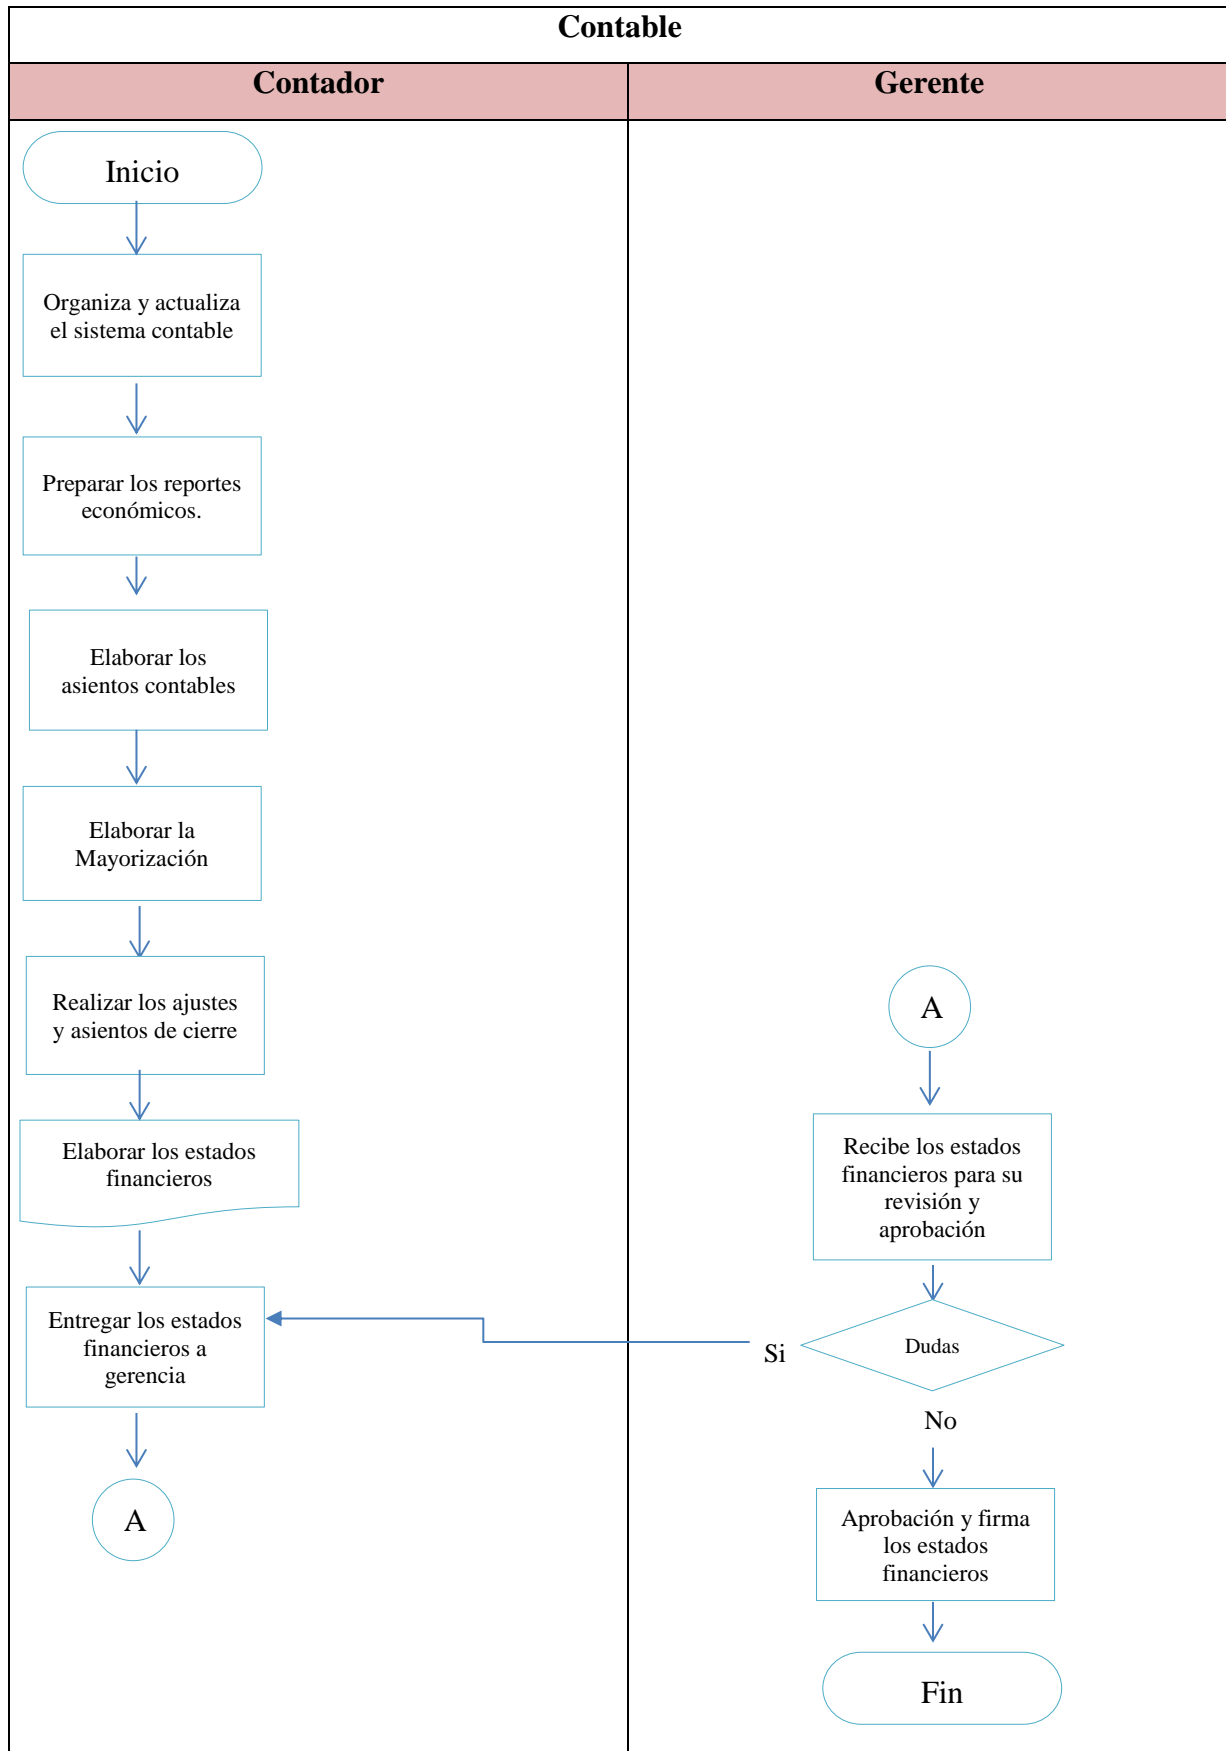 Contable
Contador
Gerente
Inicio
Organiza y actualiza
el sistema contable
Preparar los reportes
económicos.
Elaborar los
asientos contables
Elaborar la
Mayorización
Realizar los ajustes
y asientos de cierre
Elaborar los estados
financieros
Entregar los estados
financieros a
gerencia
A
A
Recibe los estados
financieros para su
revisión y
aprobación
Dudas
Si
No
Aprobación y firma
los estados
financieros
Fin